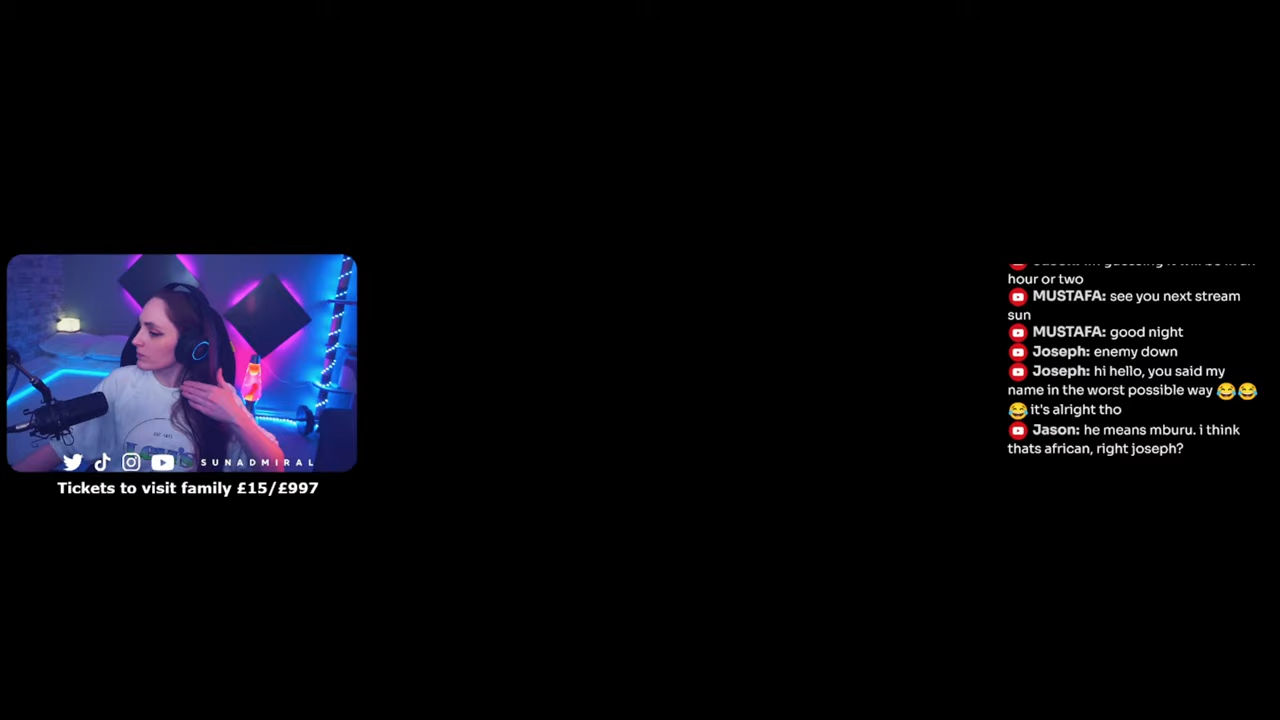 hour or two
MUSTAFA: see you next stream
sun
MUSTAFA: good night
Joseph: enemy down
Joseph: hi hello, you said my
name in the worst possible way 😂😂
😂 it's alright tho
Jason: he means mburu. i think
thats african, right joseph?
SUNADMIRAL
Tickets to visit family £15/£997